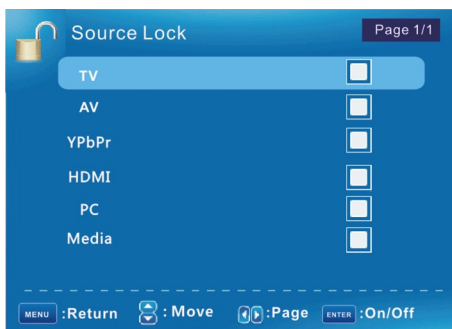 Source Lock Page 1/1
TV
AV
YPbPr
HDMI
PC
Media
MENU :Return : Move :Page ENTER :On/Off